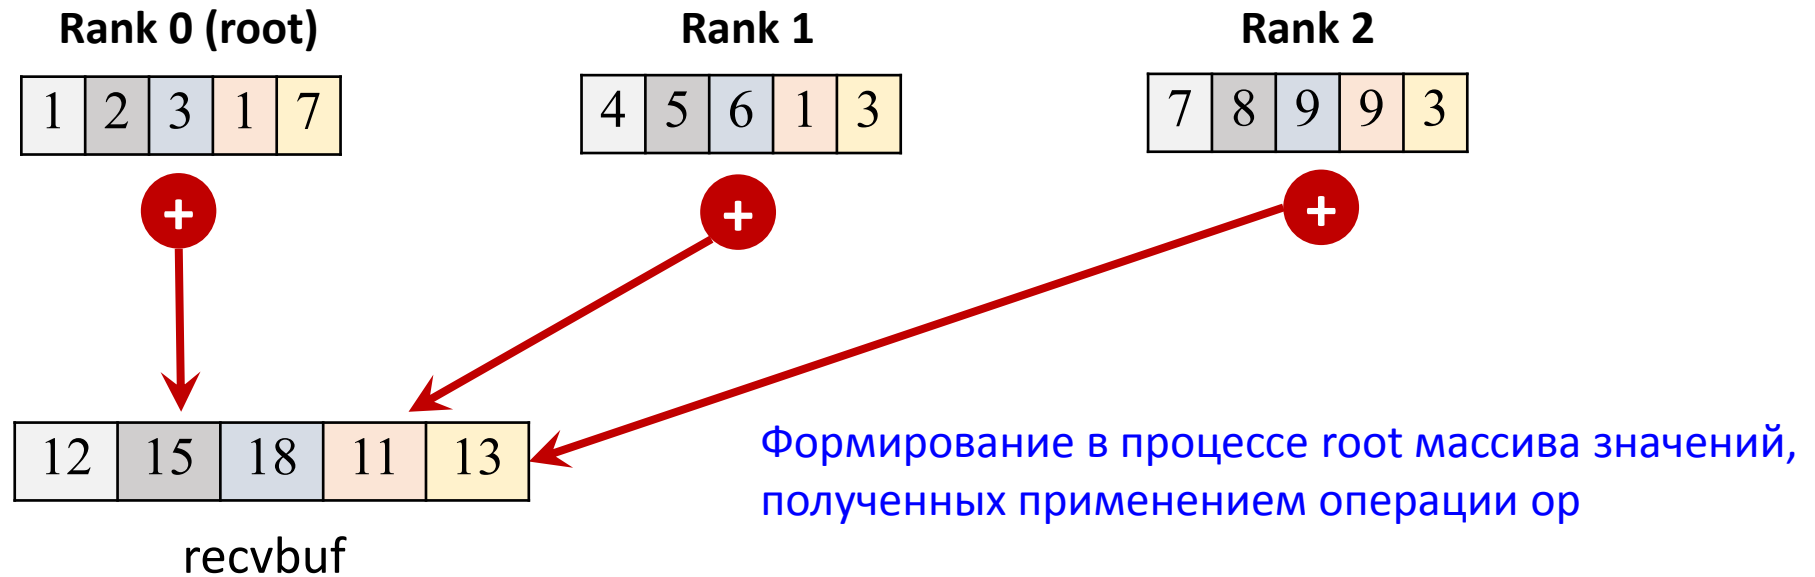 Rank 0 (root) Rank 1 Rank 2
1 2 3 1 7 4 5 6 1 3 7 8 9 9 3
+ + +
12 15 18 11 13
Формирование в процессе root массива значений,
полученных применением операции op
recvbuf